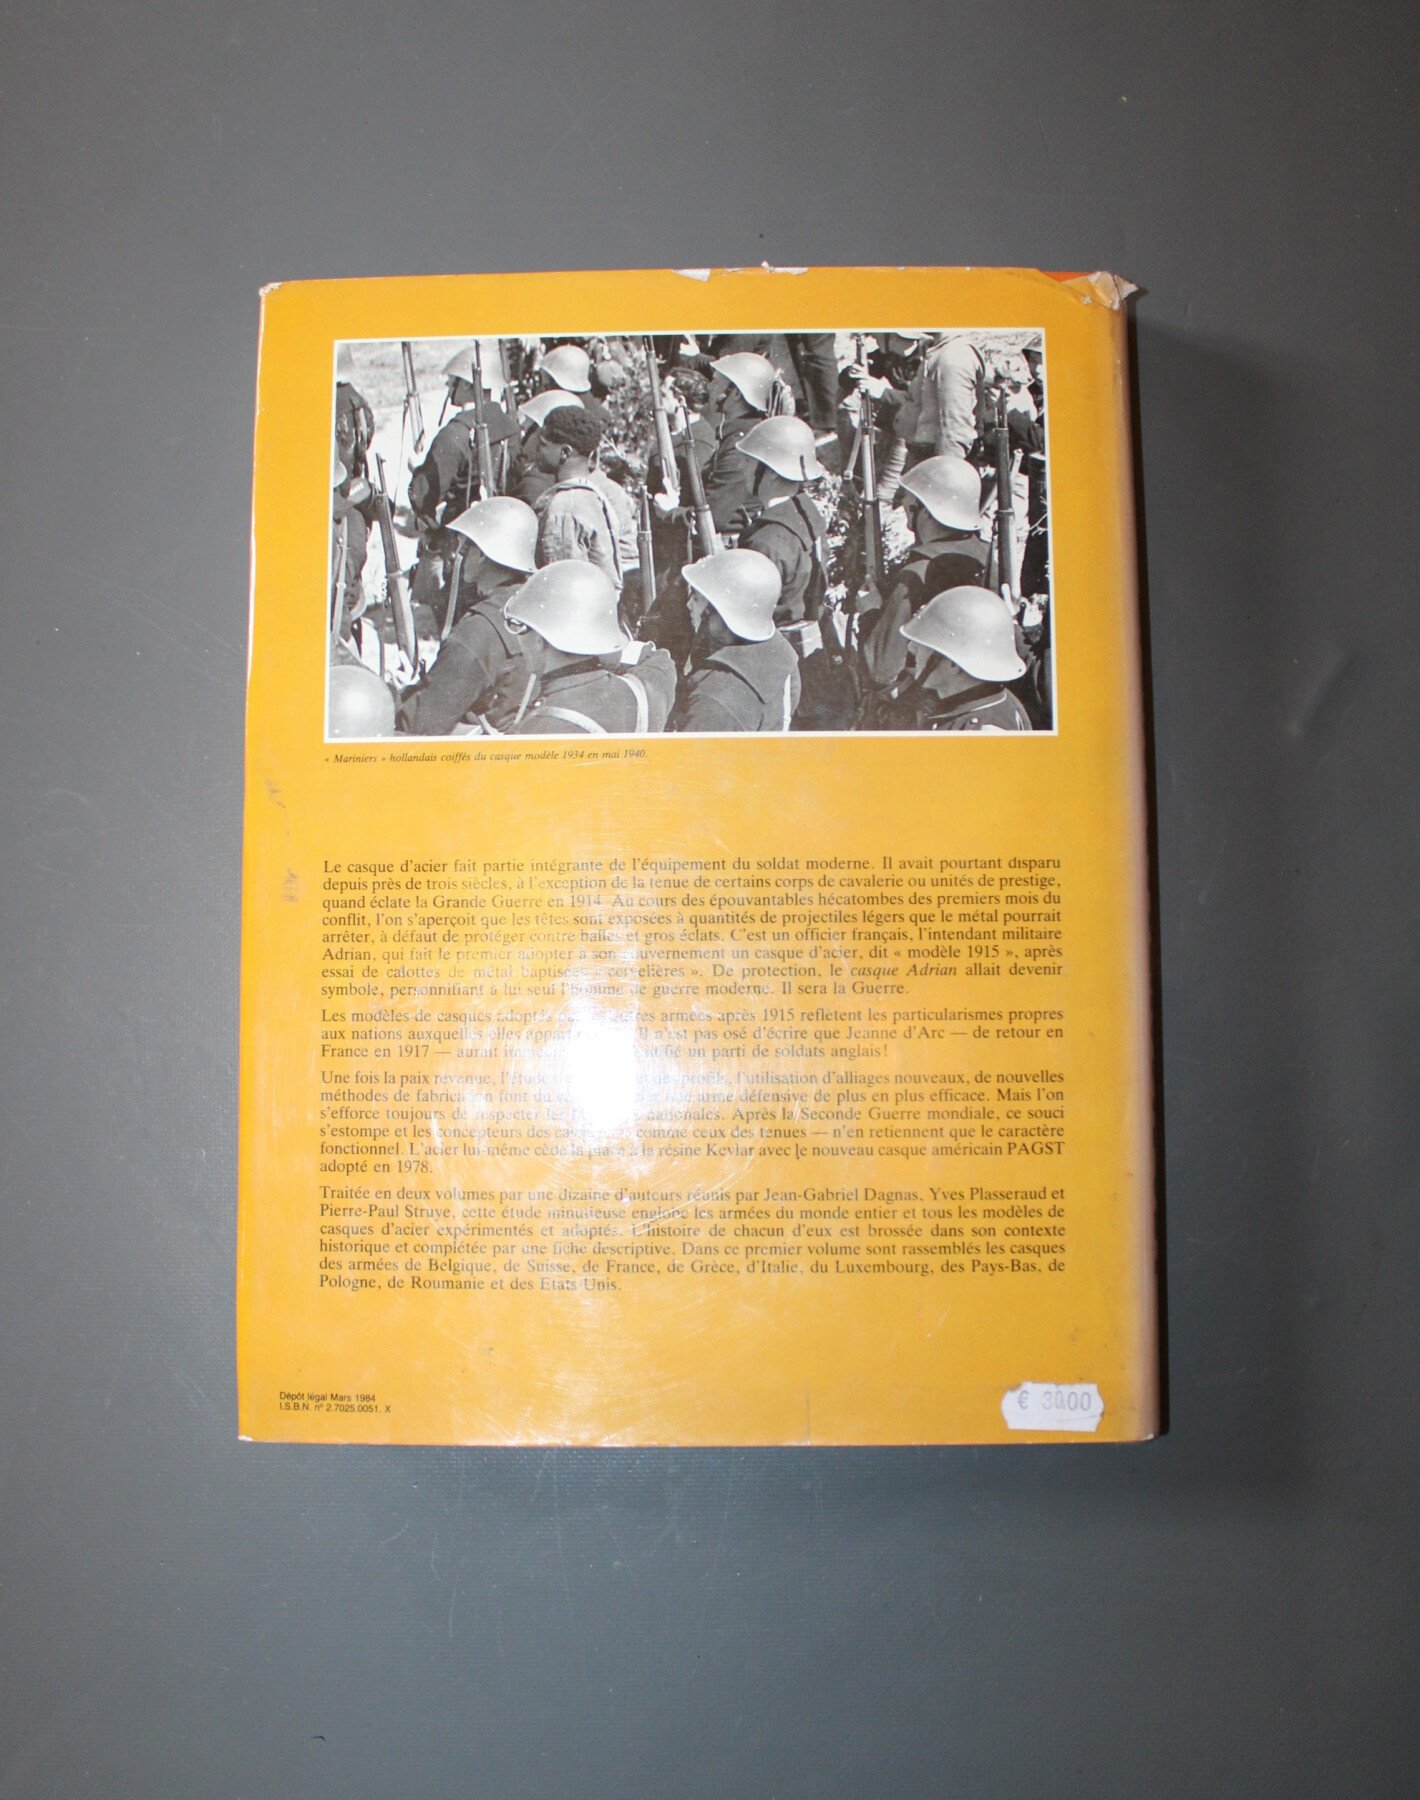 « Mariniers » hollandais coiffés du casque modèle 1934 en mai 1940.
Le casque d'acier fait partie intégrante de l'équipement du soldat moderne. Il avait pourtant disparu
depuis près de trois siècles, à l'exception de la tenue de certains corps de cavalerie ou unités de prestige,
quand éclate la Grande Guerre en 1914. Au cours des épouvantables hécatombes des premiers mois du
conflit, l'on s'aperçoit que les têtes sont exposées à quantités de projectiles légers que le métal pourrait
arrêter, à défaut de protéger contre balles et gros éclats. C'est un officier français, l'intendant militaire
Adrian, qui fait le premier adopter à son gouvernement un casque d'acier, dit « modèle 1915 », après
essai de calottes de métal baptisées « cervelières ». De protection, le casque Adrian allait devenir
symbole, personnifiant à lui seul l'homme de guerre moderne. Il sera la Guerre.
Les modèles de casques adoptés armées après 1915 reflètent les particularismes propres
aux nations auxquelles elles Il n'est pas osé d'écrire que Jeanne d'Arc — de retour en
France en 1917 — aurait un parti de soldats anglais!
Une fois la paix revenue, l'étude profils, l'utilisation d'alliages nouveaux, de nouvelles
méthodes de fabrication font du une arme défensive de plus en plus efficace. Mais l'on
s'efforce toujours de respecter les nationales. Après la Seconde Guerre mondiale, ce souci
s'estompe et les concepteurs des comme ceux des tenues — n'en retiennent que le caractère
fonctionnel. L'acier lui-même cède la place à la résine Kevlar avec le nouveau casque américain PAGST
adopté en 1978.
Traitée en deux volumes par une dizaine d'auteurs réunis par Jean-Gabriel Dagnas, Yves Plasseraud et
Pierre-Paul Struye, cette étude minutieuse englobe les armées du monde entier et tous les modèles de
casques d'acier expérimentés et adoptés. L'histoire de chacun d'eux est brossée dans son contexte
historique et complétée par une fiche descriptive. Dans ce premier volume sont rassemblés les casques
des armées de Belgique, de Suisse, de France, de Grèce, d'Italie, du Luxembourg, des Pays-Bas, de
Pologne, de Roumanie et des Etats-Unis.
Dépôt légal Mars 1984
I.S.B.N. nº 2.7025.0051. X
€ 30.00